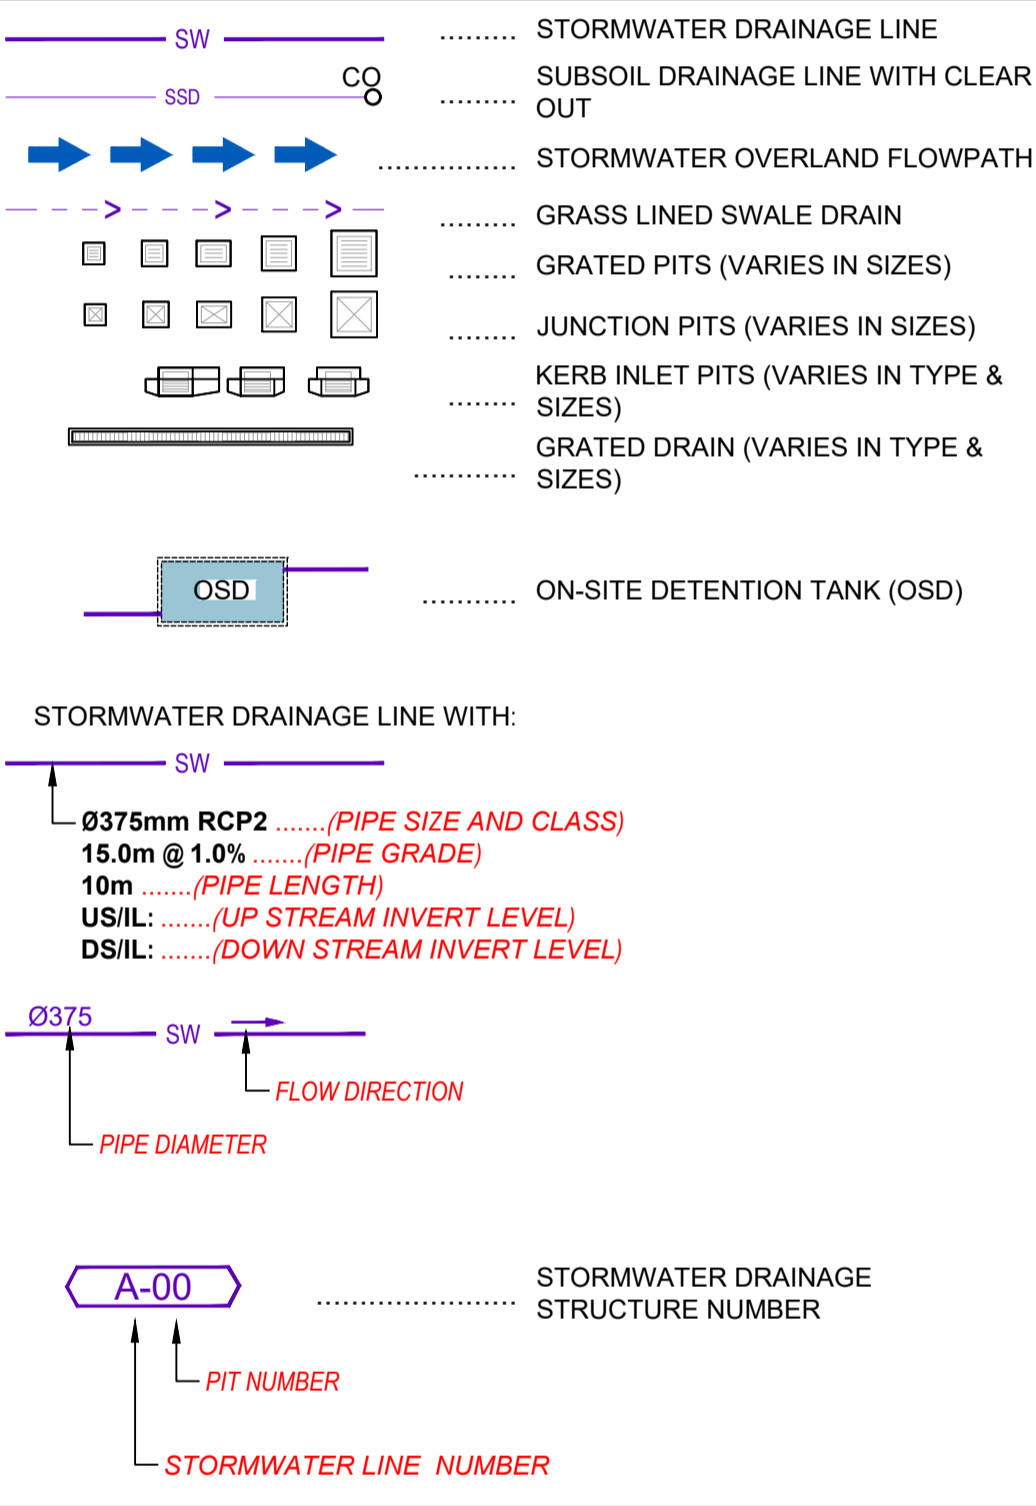 SW ......... STORMWATER DRAINAGE LINE
CO
SSD ......... SUBSOIL DRAINAGE LINE WITH CLEAR
OUT
................ STORMWATER OVERLAND FLOWPATH
......... GRASS LINED SWALE DRAIN
........ GRATED PITS (VARIES IN SIZES)
........ JUNCTION PITS (VARIES IN SIZES)
........ KERB INLET PITS (VARIES IN TYPE &
SIZES)
............ GRATED DRAIN (VARIES IN TYPE &
SIZES)
OSD ........... ON-SITE DETENTION TANK (OSD)
STORMWATER DRAINAGE LINE WITH:
SW
Ø375mm RCP2 .......(PIPE SIZE AND CLASS)
15.0m @ 1.0% .......(PIPE GRADE)
10m .......(PIPE LENGTH)
US/IL: .......(UP STREAM INVERT LEVEL)
DS/IL: .......(DOWN STREAM INVERT LEVEL)
Ø375
SW
FLOW DIRECTION
PIPE DIAMETER
A-00 ....................... STORMWATER DRAINAGE
STRUCTURE NUMBER
PIT NUMBER
STORMWATER LINE NUMBER